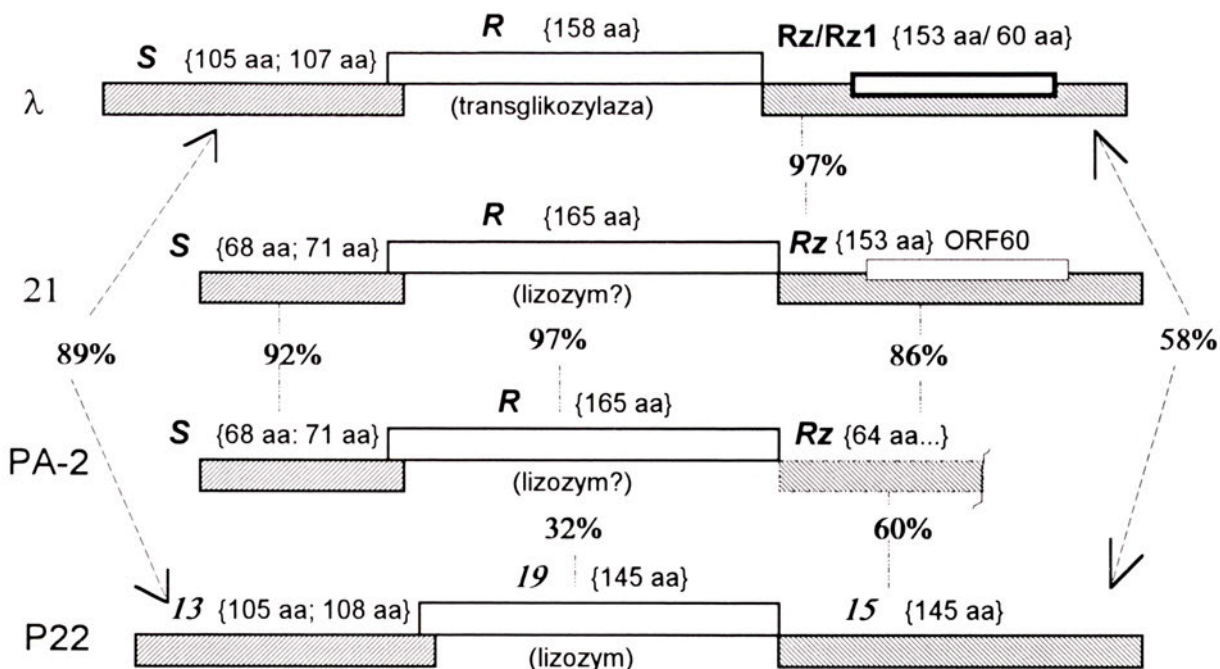 R {158 aa}
Rz/Rz1 {153 aa/ 60 aa}
S {105 aa; 107 aa}
λ
(transglikozylaza)
97%
R {165 aa}
S {68 aa; 71 aa}
Rz {153 aa} ORF60
21
(lizozym?)
89%
92%
97%
86%
58%
R {165 aa}
S {68 aa: 71 aa}
Rz {64 aa...}
PA-2
(lizozym?)
32%
60%
19 {145 aa}
13 {105 aa; 108 aa}
15 {145 aa}
P22
(lizozym)